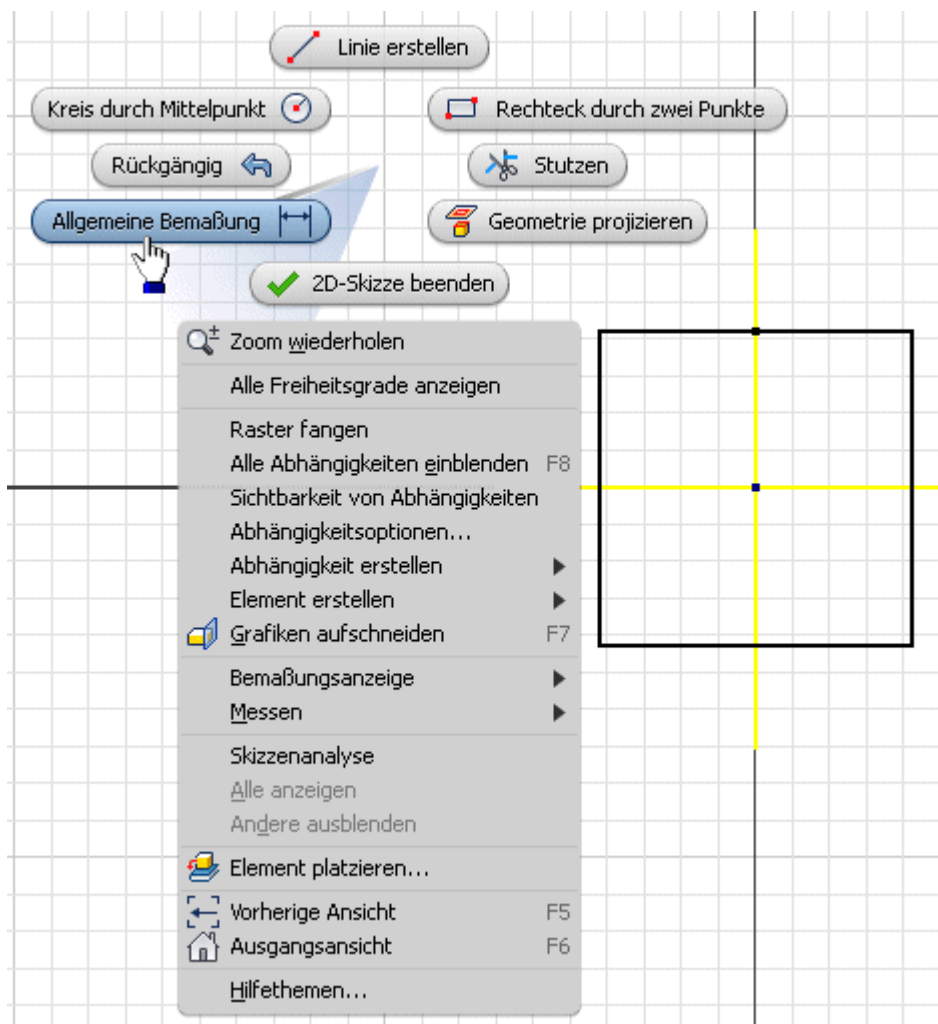 Linie erstellen
Kreis durch Mittelpunkt
Rechteck durch zwei Punkte
Rückgängig
Stutzen
Allgemeine Bemaßung
Geometrie projizieren
2D-Skizze beenden
Zoom wiederholen
Alle Freiheitsgrade anzeigen
Raster fangen
Alle Abhängigkeiten einblenden F8
Sichtbarkeit von Abhängigkeiten
Abhängigkeitsoptionen...
Abhängigkeit erstellen
Element erstellen
Grafiken aufschneiden F7
Bemaßungsanzeige
Messen
Skizzenanalyse
Alle anzeigen
Andere ausblenden
Element platzieren...
Vorherige Ansicht F5
Ausgangsansicht F6
Hilfethemen...